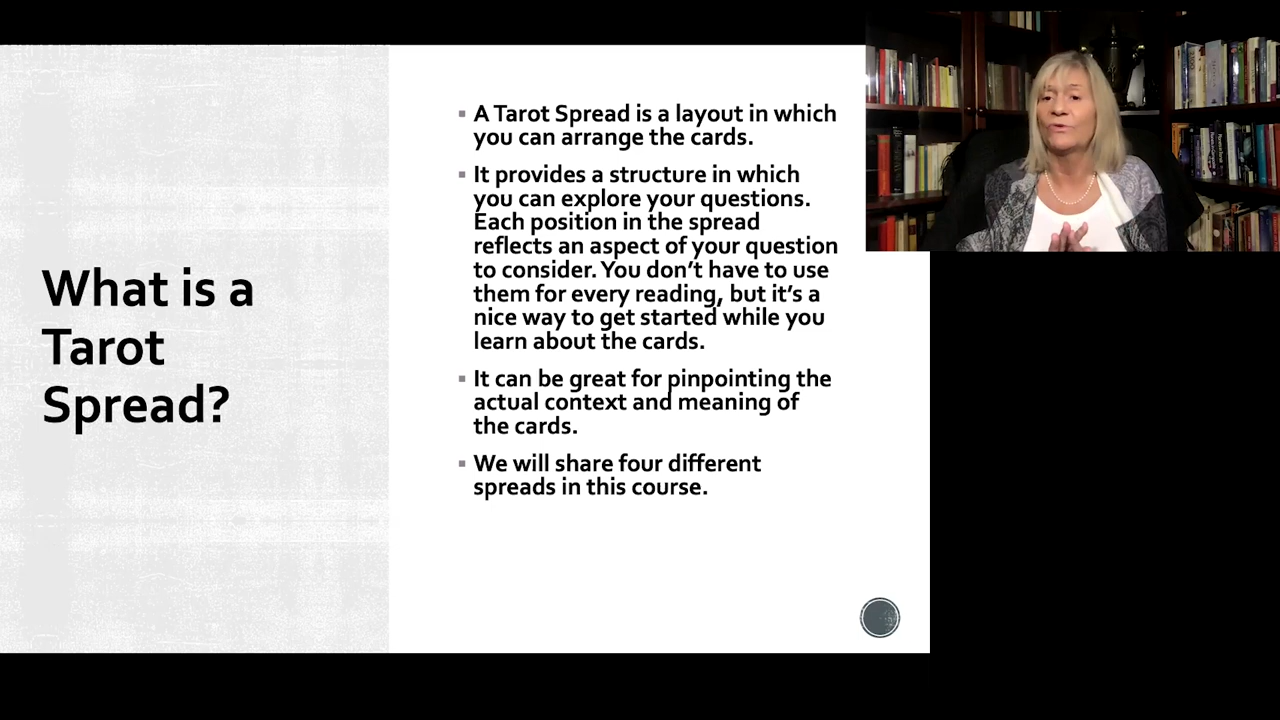 What is a
Tarot
Spread?
A Tarot Spread is a layout in which
you can arrange the cards.
It provides a structure in which
you can explore your questions.
Each position in the spread
reflects an aspect of your question
to consider. You don't have to use
them for every reading, but it's a
nice way to get started while you
learn about the cards.
It can be great for pinpointing the
actual context and meaning of
the cards.
We will share four different
spreads in this course.